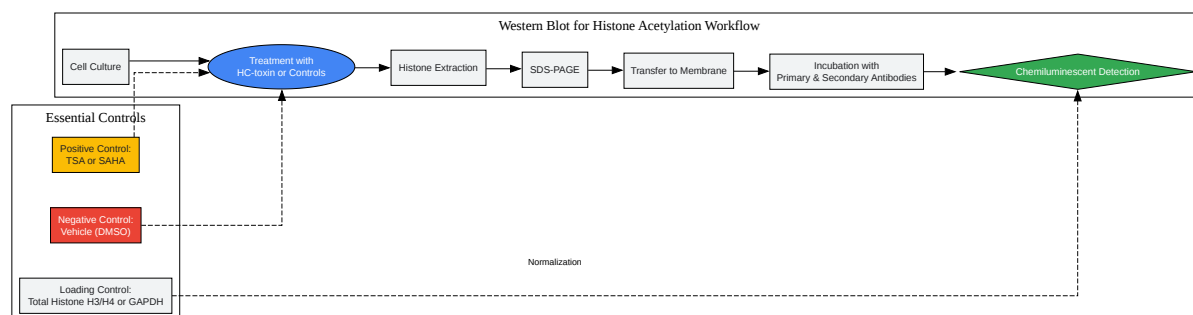 Western Blot for Histone Acetylation Workflow
Cell Culture
Treatment with
HC-toxin or Controls
Histone Extraction
SDS-PAGE
Transfer to Membrane
Incubation with
Primary & Secondary Antibodies
Chemiluminescent Detection
Essential Controls
Positive Control:
TSA or SAHA
Negative Control:
Vehicle (DMSO)
Normalization
Loading Control:
Total Histone H3/H4 or GAPDH